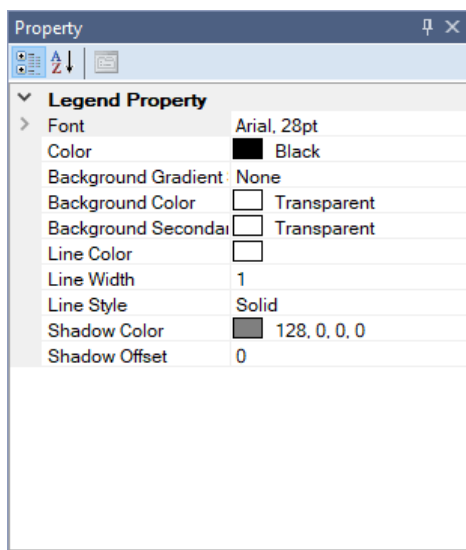 Property
Legend Property
Font Arial, 28pt
Color Black
Background Gradient None
Background Color Transparent
Background Secondar Transparent
Line Color
Line Width 1
Line Style Solid
Shadow Color 128, 0, 0, 0
Shadow Offset 0